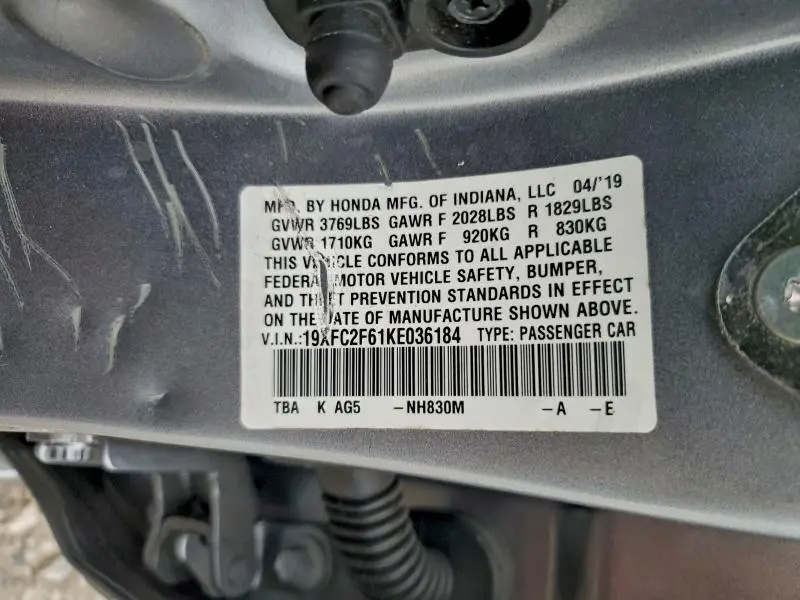 MFD. BY HONDA MFG. OF INDIANA, LLC 04/'19
GVWR 3769LBS GAWR F 2028LBS R 1829LBS
GVWR 1710KG GAWR F 920KG R 830KG
THIS VEHICLE CONFORMS TO ALL APPLICABLE
FEDERAL MOTOR VEHICLE SAFETY, BUMPER,
AND THEFT PREVENTION STANDARDS IN EFFECT
ON THE DATE OF MANUFACTURE SHOWN ABOVE.
V.I.N.:19XFC2F61KE036184 TYPE: PASSENGER CAR
TBA K AG5 -NH830M -A -E